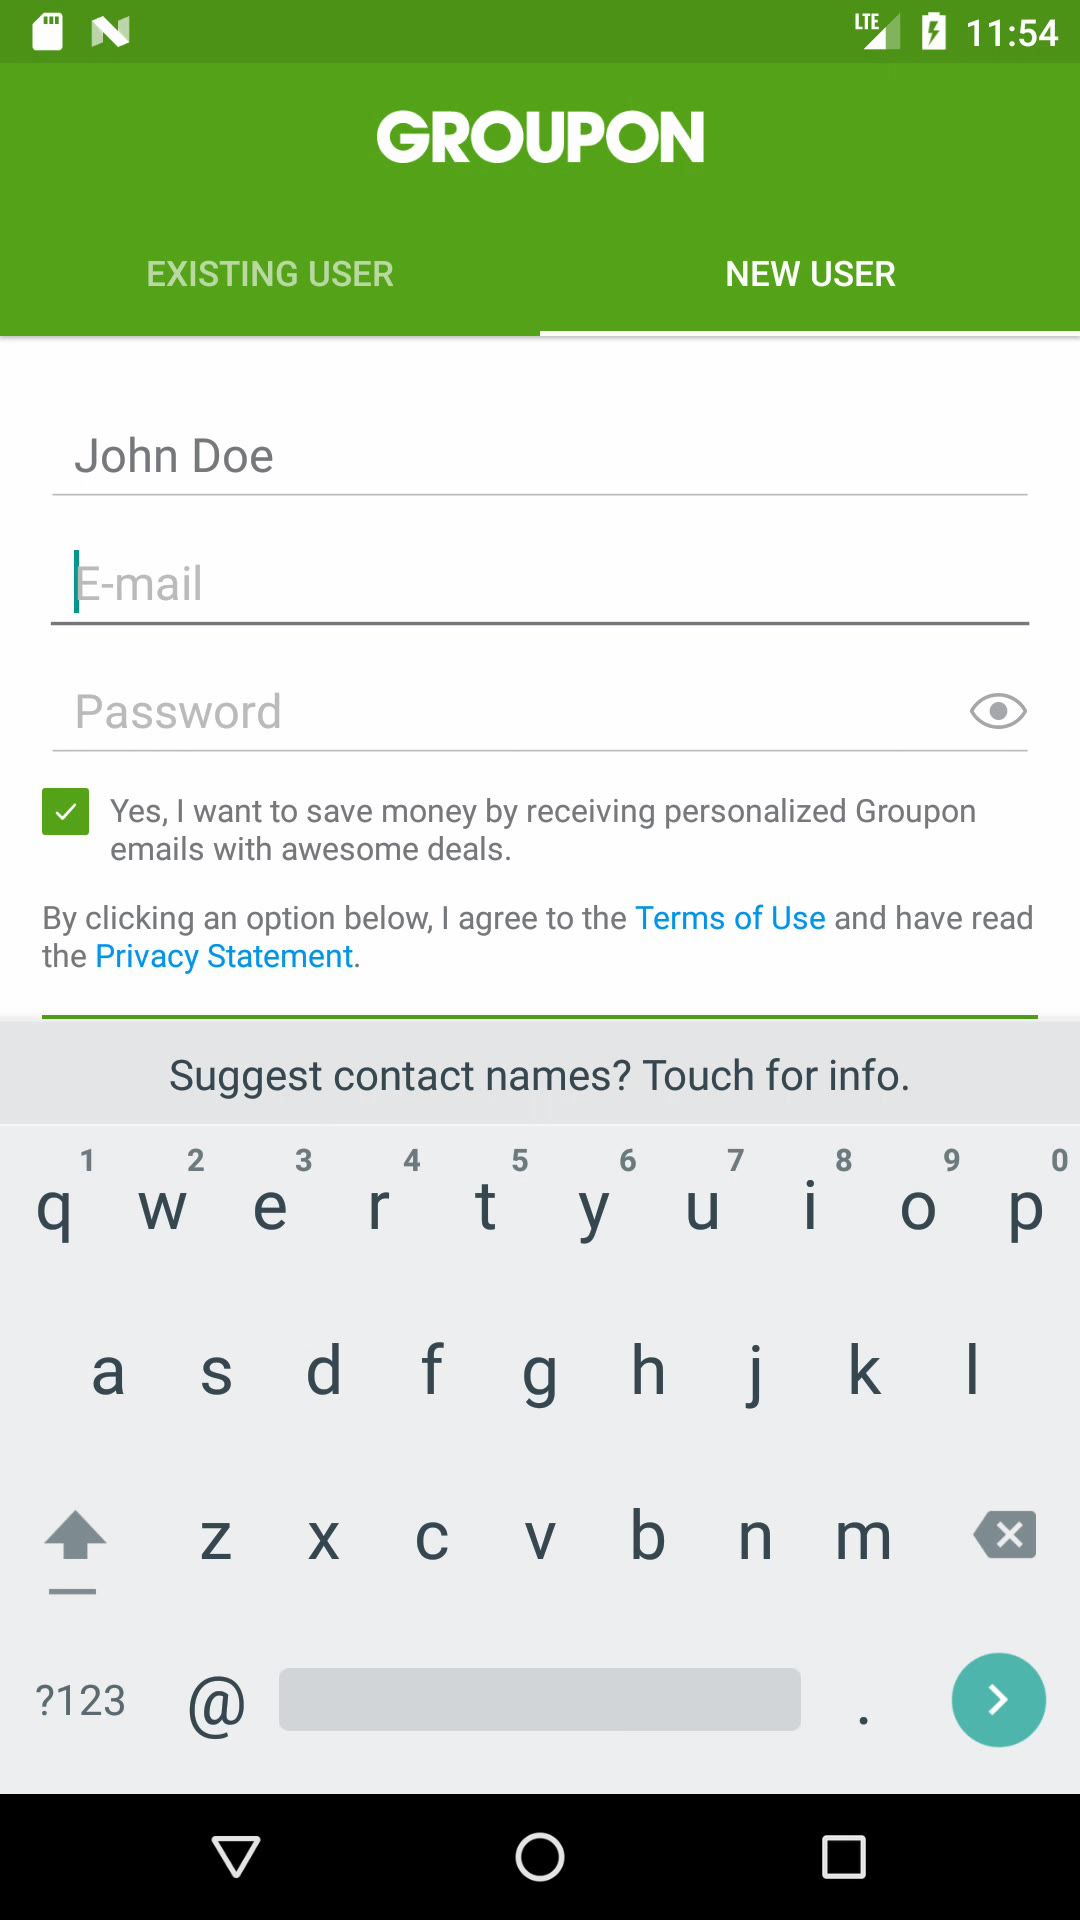 LTE 11:54
GROUPON
EXISTING USER NEW USER
John Doe
E-mail
Password
Yes, I want to save money by receiving personalized Groupon
emails with awesome deals.
By clicking an option below, I agree to the Terms of Use and have read
the Privacy Statement.
Suggest contact names? Touch for info.
1 2 3 4 5 6 7 8 9 0
q w e r t y u i o p
a s d f g h j k l
z x c v b n m
?123 @ .